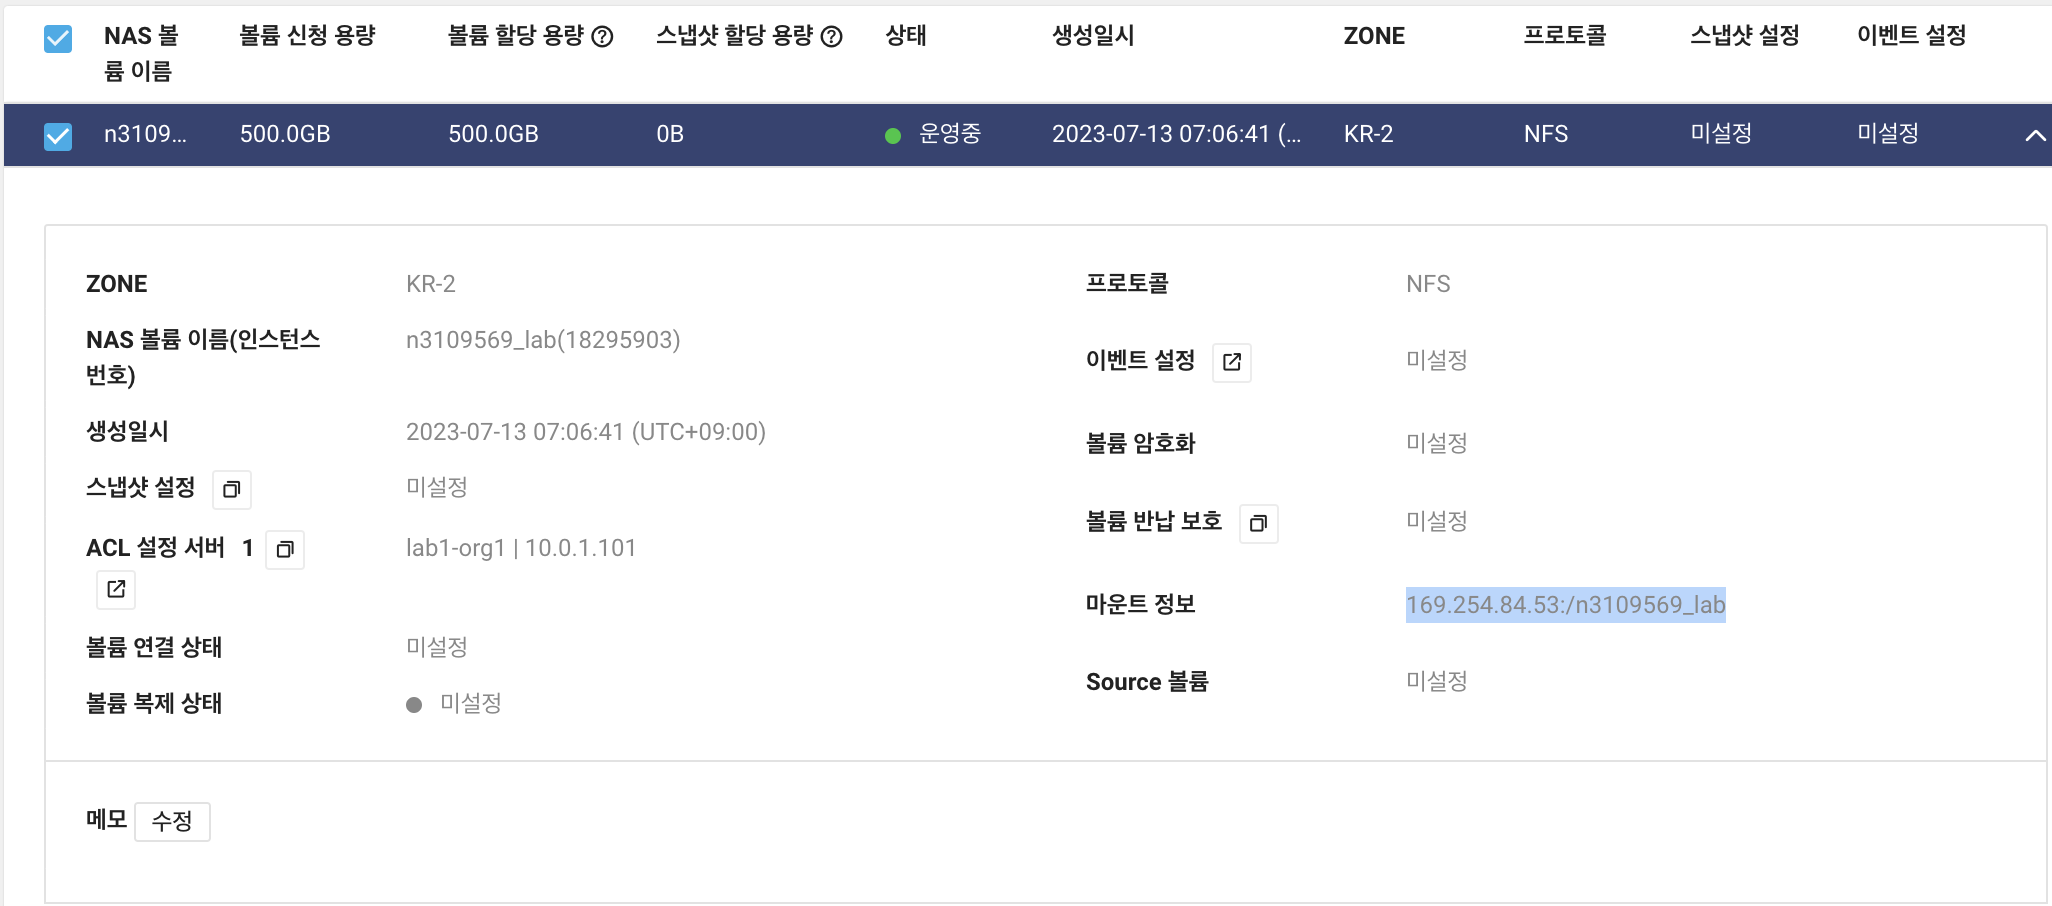 NAS 볼륨 이름 볼륨 신청 용량 볼륨 할당 용량 스냅샷 할당 용량 상태 생성일시 ZONE 프로토콜 스냅샷 설정 이벤트 설정
n3109... 500.0GB 500.0GB 0B 운영중 2023-07-13 07:06:41 (... KR-2 NFS 미설정 미설정
ZONE KR-2
NAS 볼륨 이름(인스턴스 번호) n3109569_lab(18295903)
생성일시 2023-07-13 07:06:41 (UTC+09:00)
스냅샷 설정 미설정
ACL 설정 서버 1 lab1-org1 | 10.0.1.101
볼륨 연결 상태 미설정
볼륨 복제 상태 미설정
프로토콜 NFS
이벤트 설정 미설정
볼륨 암호화 미설정
볼륨 반납 보호 미설정
마운트 정보 169.254.84.53:/n3109569_lab
Source 볼륨 미설정
메모 수정